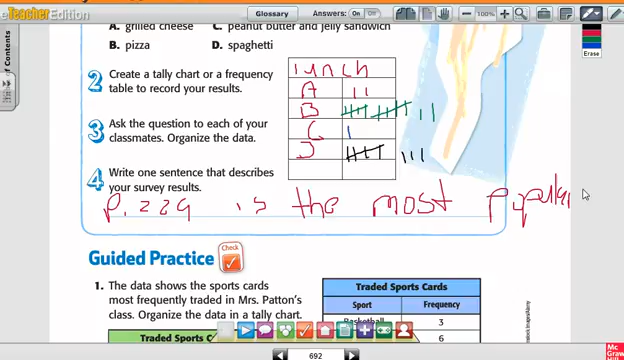 Teacher Edition
Glossary Answers: On Off 100% Erase
Table of Contents
A. grilled cheese C. peanut butter and jelly sandwich
B. pizza D. spaghetti
2 Create a tally chart or a frequency
table to record your results.
3 Ask the question to each of your
classmates. Organize the data.
4 Write one sentence that describes
your survey results.
lunch
A
B
C
D
Pizza is the most Popular
Guided Practice
Check
1. The data shows the sports cards
most frequently traded in Mrs. Patton's
class. Organize the data in a tally chart.
Traded Sports Cards
Sport Frequency
Basketball 3
6
Traded Sports C
692
Mc
Graw